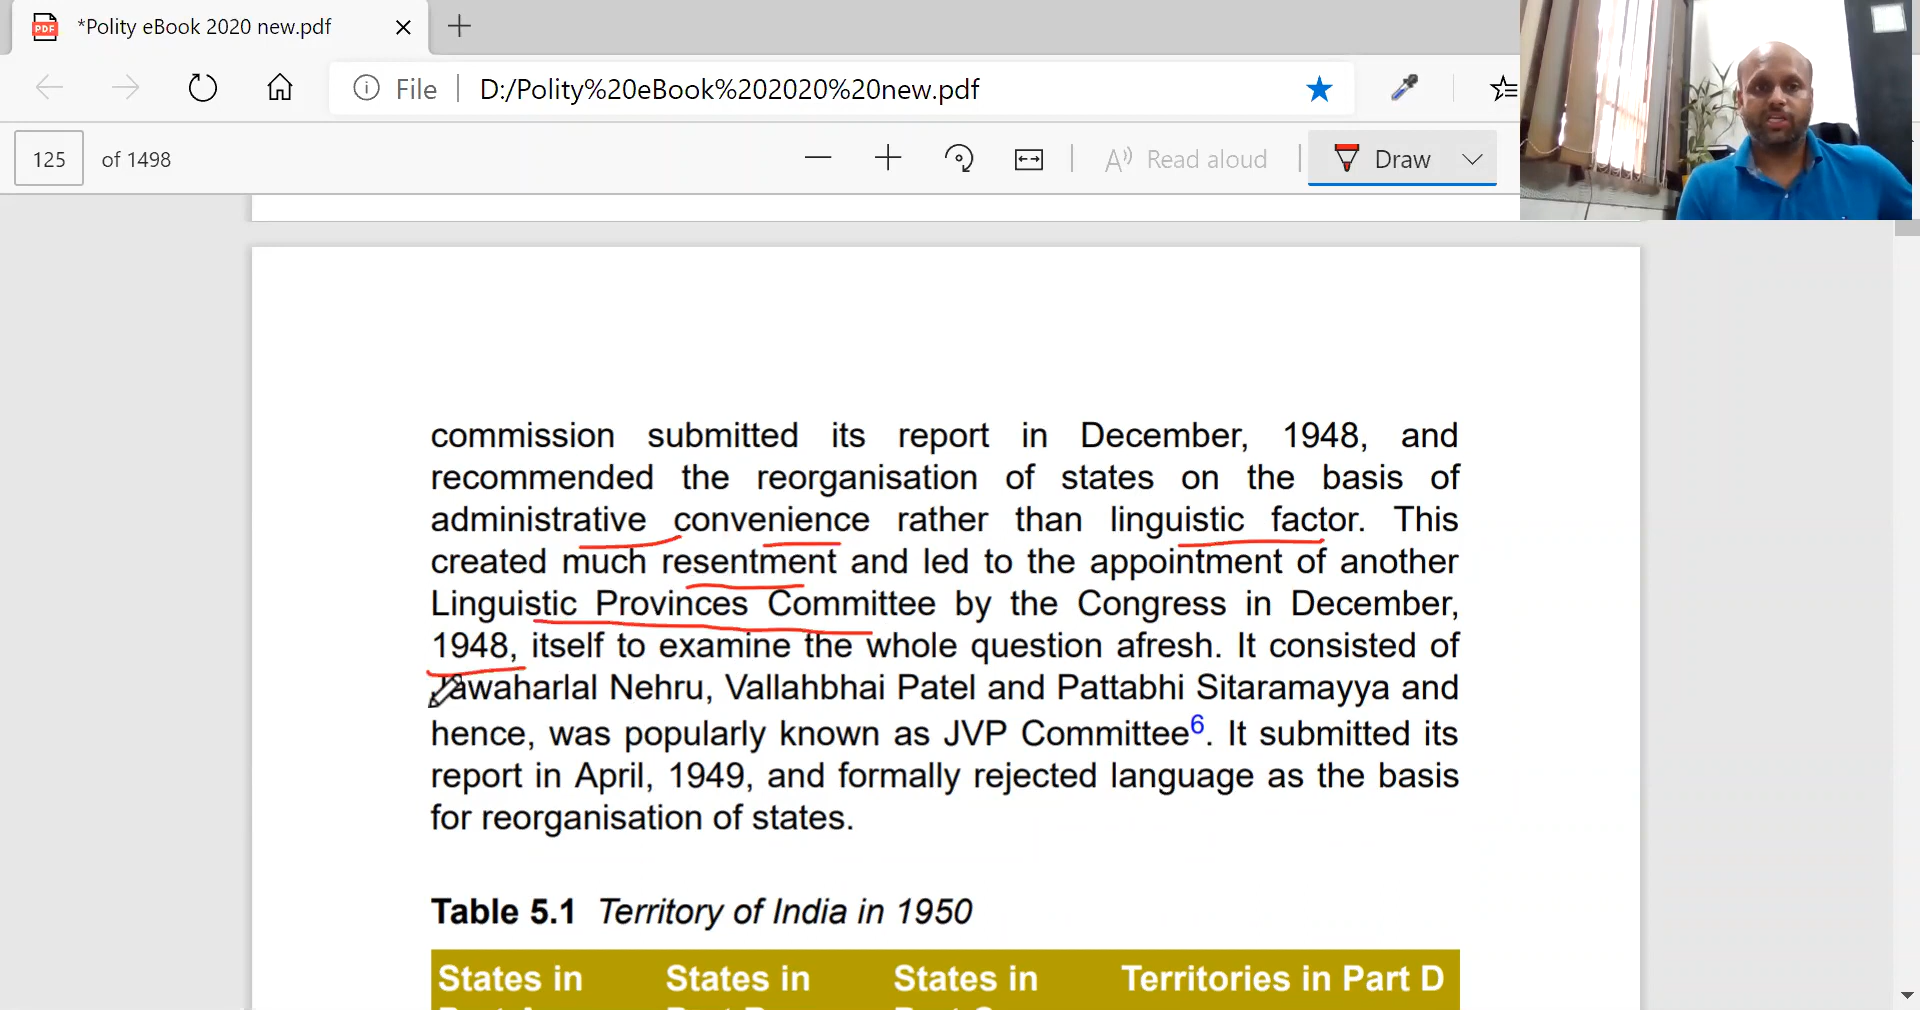 *Polity eBook 2020 new.pdf
File D:/Polity%20eBook%202020%20new.pdf
125 of 1498 Read aloud Draw
commission submitted its report in December, 1948, and
recommended the reorganisation of states on the basis of
administrative convenience rather than linguistic factor. This
created much resentment and led to the appointment of another
Linguistic Provinces Committee by the Congress in December,
1948, itself to examine the whole question afresh. It consisted of
Jawaharlal Nehru, Vallahbhai Patel and Pattabhi Sitaramayya and
hence, was popularly known as JVP Committee6. It submitted its
report in April, 1949, and formally rejected language as the basis
for reorganisation of states.
Table 5.1 Territory of India in 1950
States in States in States in Territories in Part D